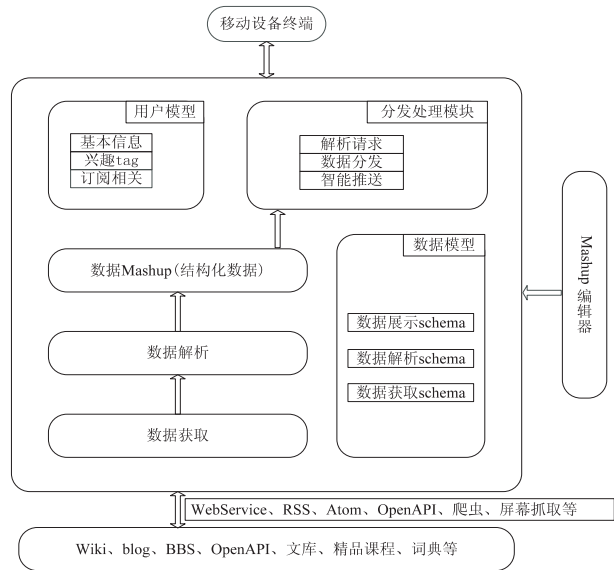 移动设备终端
用户模型
基本信息
兴趣tag
订阅相关
分发处理模块
解析请求
数据分发
智能推送
数据Mashup(结构化数据)
数据解析
数据获取
数据模型
数据展示schema
数据解析schema
数据获取schema
Mashup 编辑器
WebService、RSS、Atom、OpenAPI、爬虫、屏幕抓取等
Wiki、blog、BBS、OpenAPI、文库、精品课程、词典等